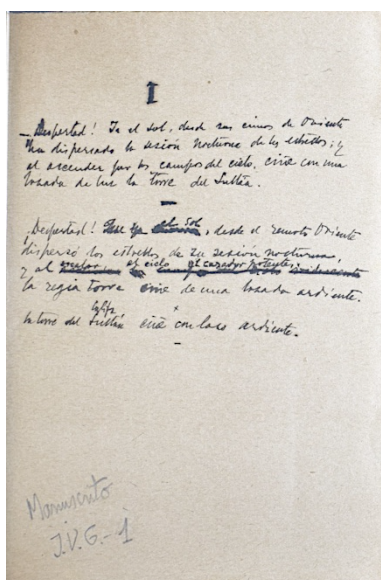 I
¡Despertad! Ya el sol, desde las cimas de Oriente
ha dispersado la sesión nocturna de las estrellas; y
al ascender por los campos del cielo, ciñe con una
lazada de luz la torre del Sultán.
¡Despertad! ya el Sol, desde el remoto Oriente
dispersó las estrellas de su sesión nocturna,
y al el cielo, el cazador potente,
la regia torre ciñe de una lazada ardiente.
califa
la torre del Sultán ciñe con lazo ardiente.
Manuscrito
J.V.G.-1